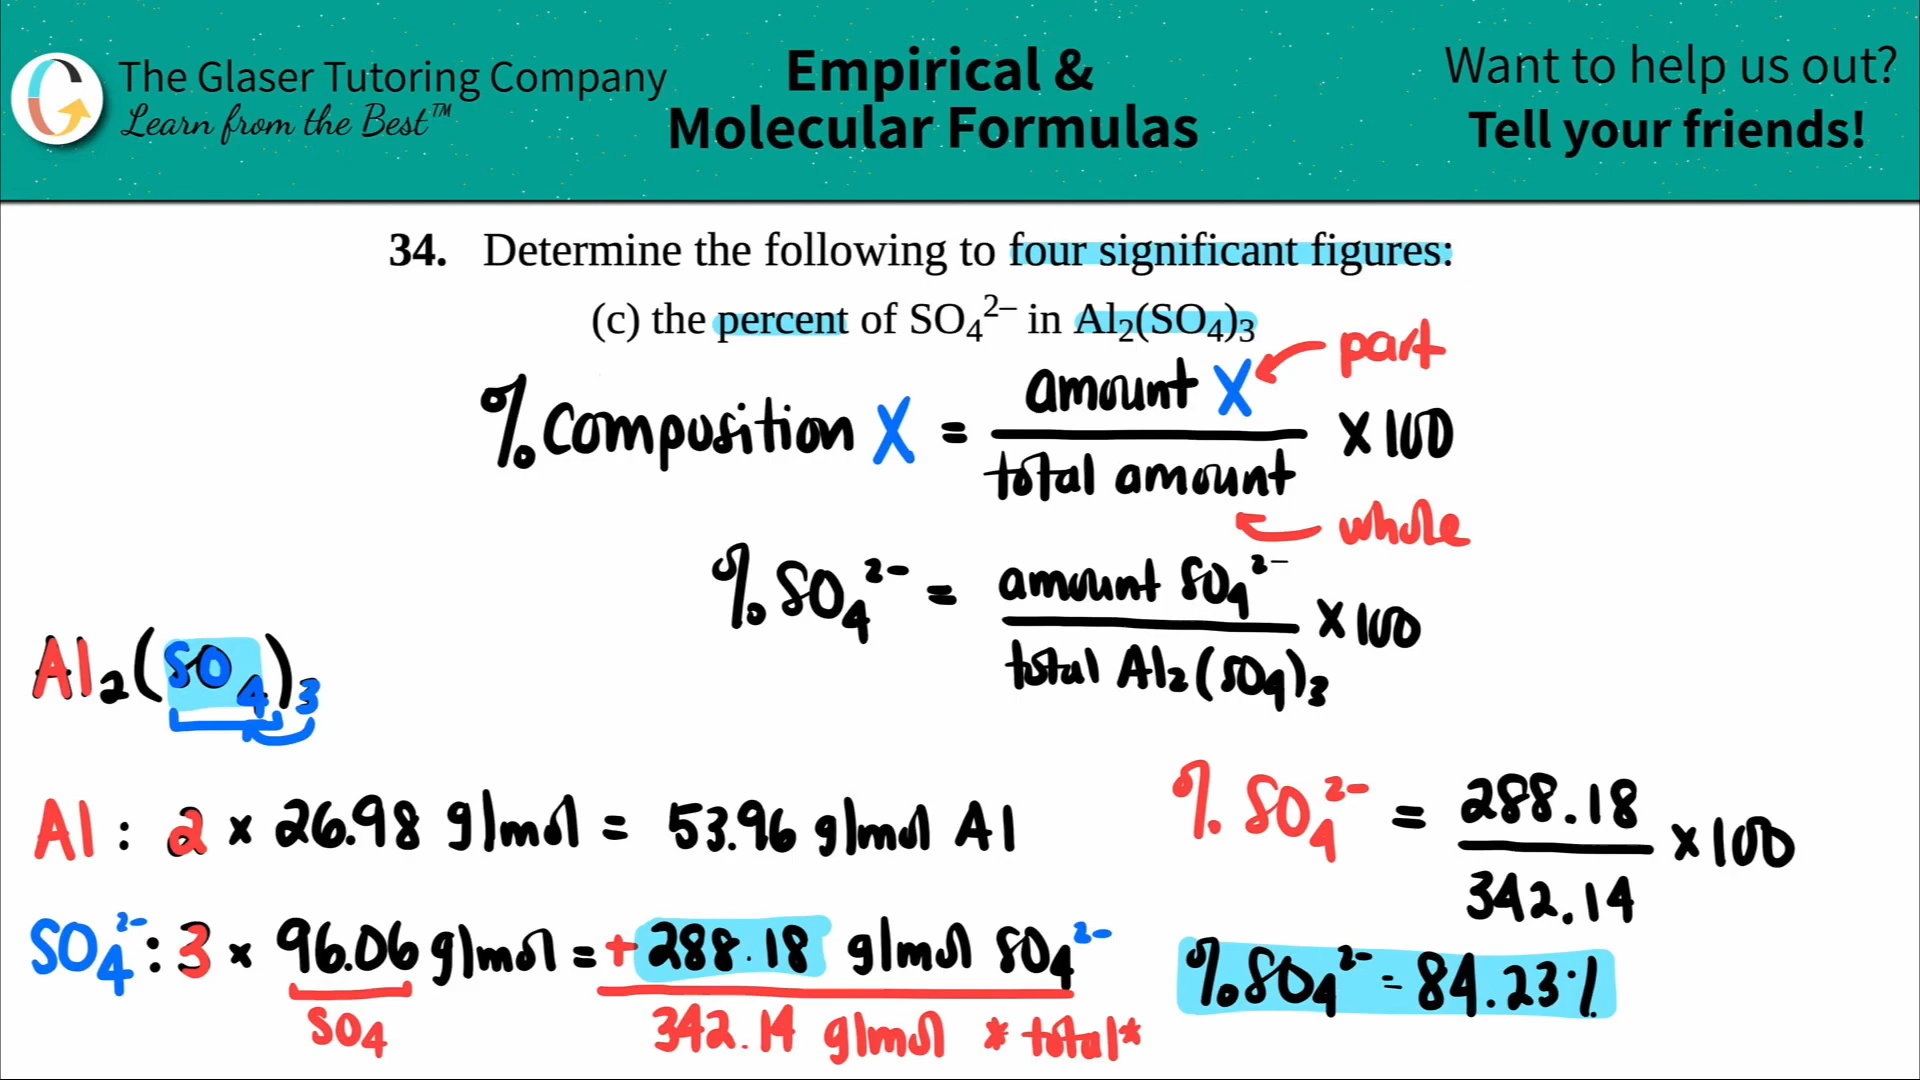 The Glaser Tutoring Company
Learn from the Best™
Empirical &
Molecular Formulas
Want to help us out?
Tell your friends!
34. Determine the following to four significant figures:
(c) the percent of SO₄²⁻ in Al₂(SO₄)₃
part
% Composition X = amount X / total amount × 100
whole
% SO₄²⁻ = amount SO₄²⁻ / total Al₂(SO₄)₃ × 100
Al₂(SO₄)₃
Al : 2 × 26.98 g/mol = 53.96 g/mol Al
SO₄²⁻ : 3 × 96.06 g/mol = + 288.18 g/mol SO₄²⁻
SO₄
342.14 g/mol * total *
% SO₄²⁻ = 288.18 / 342.14 × 100
% SO₄²⁻ = 84.23 %